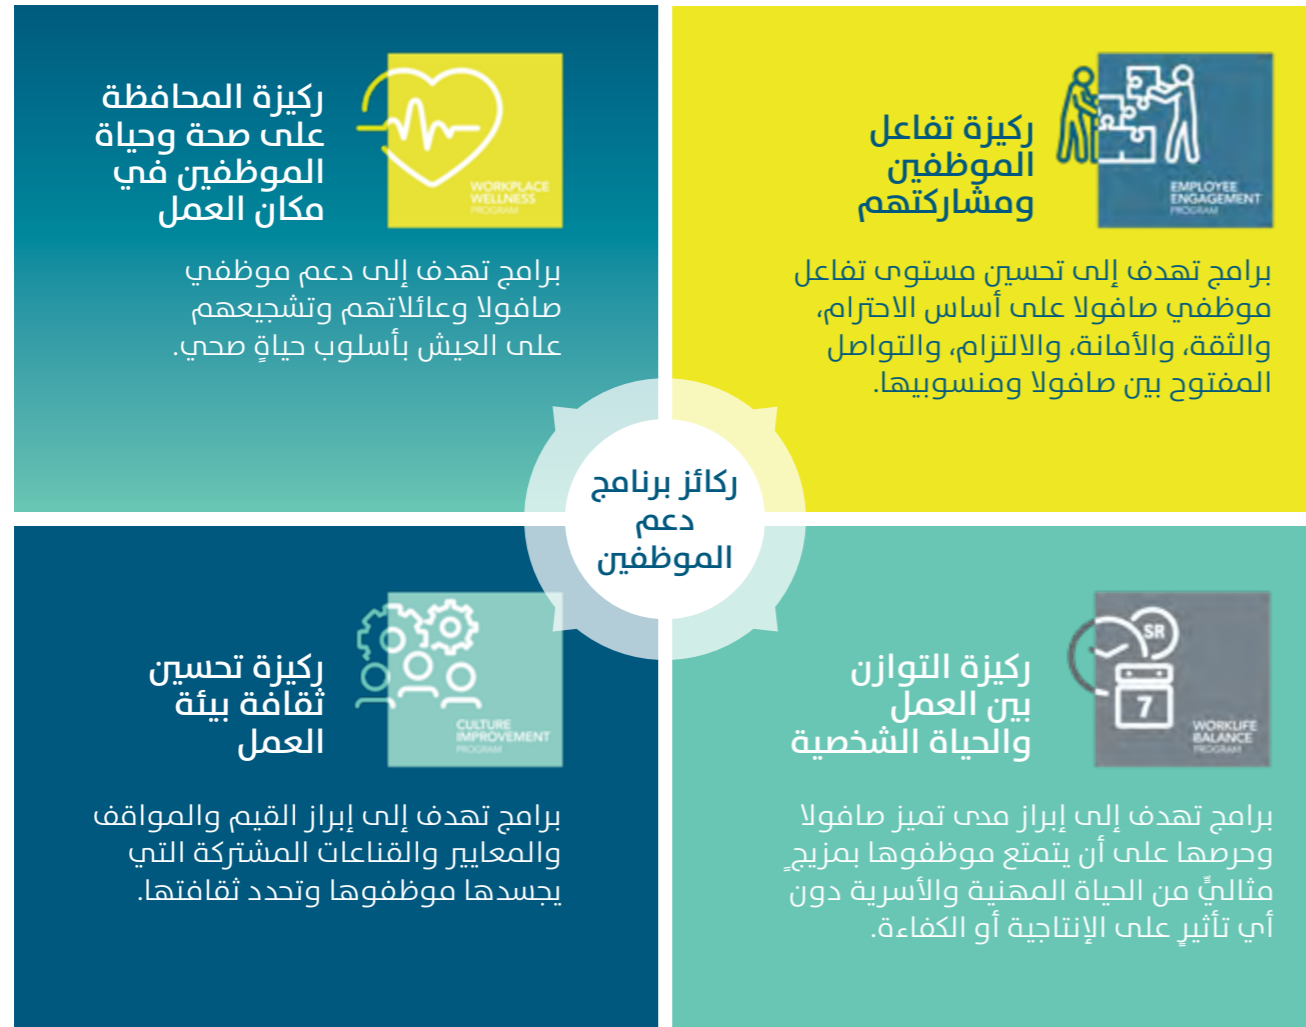 ركيزة تفاعل
الموظفين
ومشاركتهم
EMPLOYEE
ENGAGEMENT
PROGRAM
برامج تهدف إلى تحسين مستوى تفاعل
موظفي صافولا على أساس الاحترام،
والثقة، والأمانة، والالتزام، والتواصل
المفتوح بين صافولا ومنسوبيها.
ركيزة المحافظة
على صحة وحياة
الموظفين في
مكان العمل
WORKPLACE
WELLNESS
PROGRAM
برامج تهدف إلى دعم موظفي
صافولا وعائلاتهم وتشجيعهم
على العيش بأسلوب حياةٍ صحي.
ركائز برنامج
دعم
الموظفين
ركيزة التوازن
بين العمل
والحياة الشخصية
SR
7
WORKLIFE
BALANCE
PROGRAM
برامج تهدف إلى إبراز مدى تميز صافولا
وحرصها على أن يتمتع موظفوها بمزيجٍ
مثاليٍّ من الحياة المهنية والأسرية دون
أي تأثيرٍ على الإنتاجية أو الكفاءة.
ركيزة تحسين
ثقافة بيئة
العمل
CULTURE
IMPROVEMENT
PROGRAM
برامج تهدف إلى إبراز القيم والمواقف
والمعايير والقناعات المشتركة التي
يجسدها موظفوها وتحدد ثقافتها.